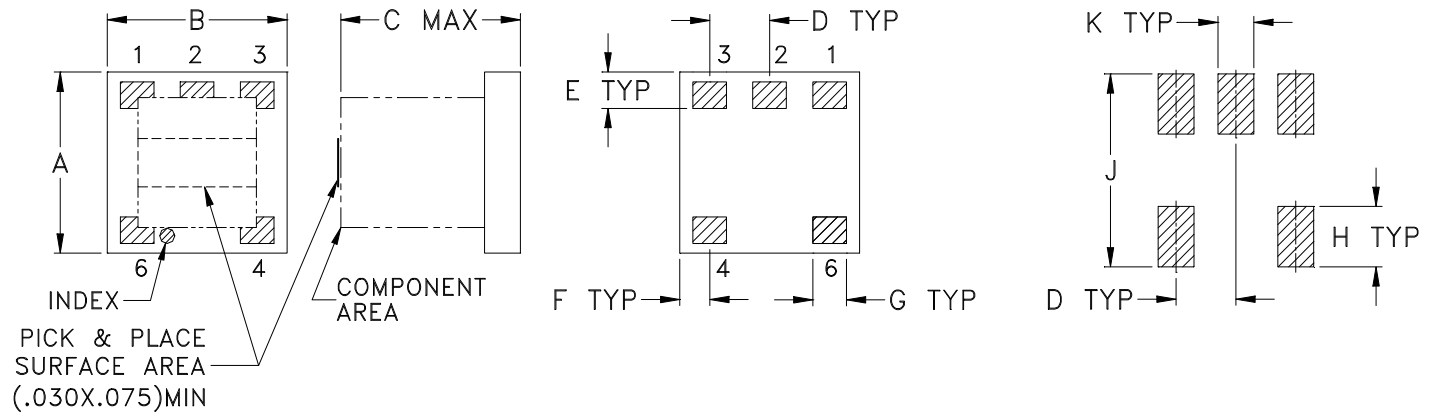 B
C MAX
D TYP
K TYP
1 2 3
3 2 1
E TYP
A
J
H TYP
6 4
4 6
INDEX
COMPONENT
AREA
F TYP
G TYP
D TYP
PICK & PLACE
SURFACE AREA
(.030X.075)MIN